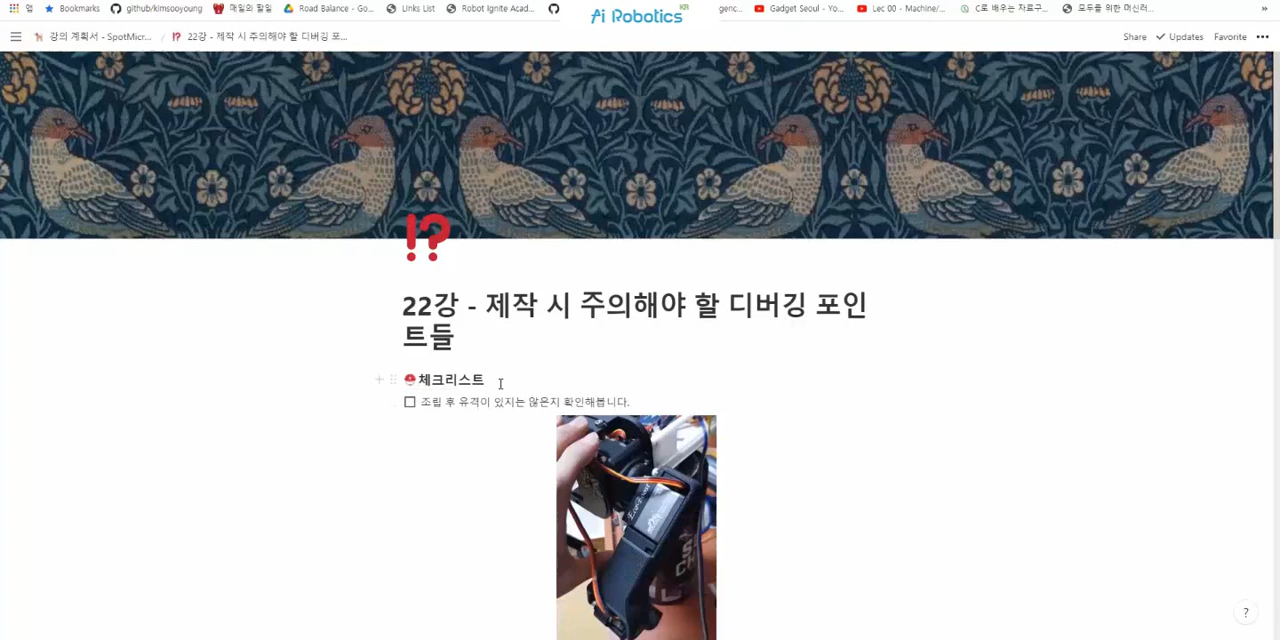 앱
Bookmarks
github/kimsooyoung
매일의 할일
Road Balance - Go...
Links List
Robot Ignite Acad...
Ai Robotics KR
genc...
Gadget Seoul - Yo...
Lec 00 - Machine/...
C로 배우는 자료구...
모두를 위한 머신러...
»
강의 계획서 - SpotMicr...
/
⁉ 22강 - 제작 시 주의해야 할 디버깅 포...
Share
Updates
Favorite
•••
⁉
22강 - 제작 시 주의해야 할 디버깅 포인
트들
체크리스트
조립 후 유격이 있지는 않은지 확인해봅니다.
?